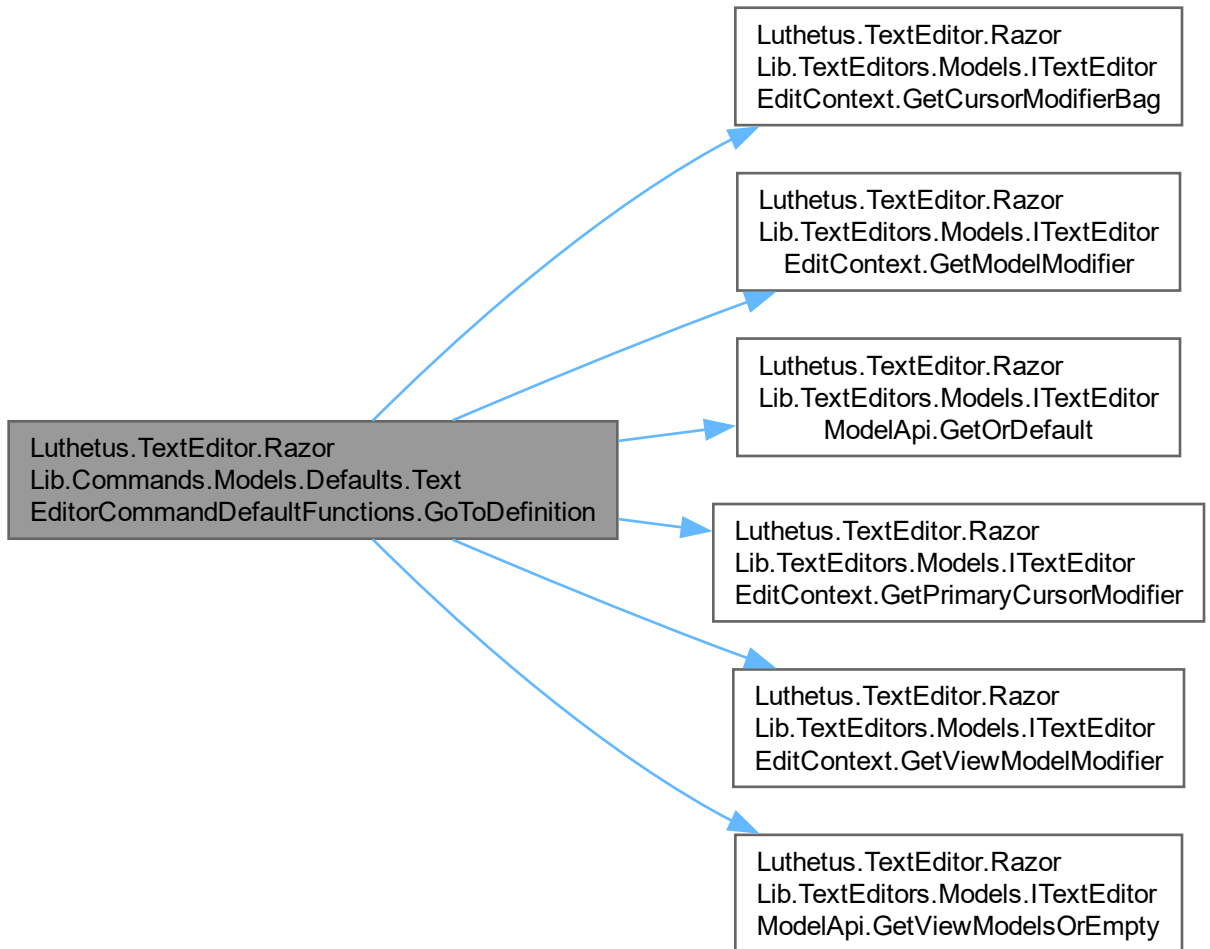 Luthetus.TextEditor.Razor
Lib.TextEditors.Models.ITextEditor
EditContext.GetCursorModifierBag
Luthetus.TextEditor.Razor
Lib.TextEditors.Models.ITextEditor
EditContext.GetModelModifier
Luthetus.TextEditor.Razor
Lib.TextEditors.Models.ITextEditor
ModelApi.GetOrDefault
Luthetus.TextEditor.Razor
Lib.Commands.Models.Defaults.Text
EditorCommandDefaultFunctions.GoToDefinition
Luthetus.TextEditor.Razor
Lib.TextEditors.Models.ITextEditor
EditContext.GetPrimaryCursorModifier
Luthetus.TextEditor.Razor
Lib.TextEditors.Models.ITextEditor
EditContext.GetViewModelModifier
Luthetus.TextEditor.Razor
Lib.TextEditors.Models.ITextEditor
ModelApi.GetViewModelsOrEmpty